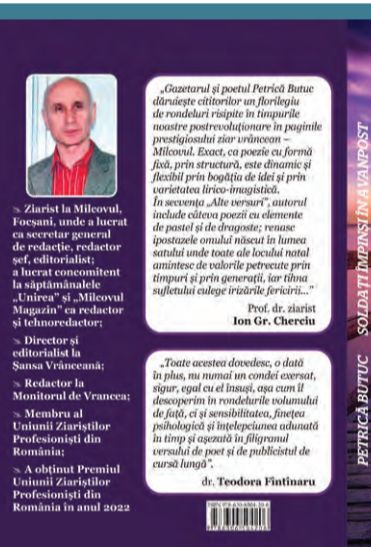 » Ziarist la Milcovul,
Focșani, unde a lucrat
ca secretar general
de redacție, redactor
șef, editorialist;
a lucrat concomitent
la săptămânalele
„Unirea” și „Milcovul
Magazin” ca redactor
și tehnoredactor;
» Director și
editorialist la
Șansa Vrânceană;
» Redactor la
Monitorul de Vrancea;
» Membru al
Uniunii Ziariștilor
Profesioniști din
România;
» A obținut Premiul
Uniunii Ziariștilor
Profesioniști din
România în anul 2022
„Gazetarul și poetul Petrică Butuc
dăruiește cititorilor un florilegiu
de rondeluri risipite în timpurile
noastre postrevoluționare în paginile
prestigiosului ziar vrâncean –
Milcovul. Exact, ca poezie cu formă
fixă, prin structură, este dinamic și
flexibil prin bogăția de idei și prin
varietatea lirico-imagistică.
În secvența „Alte versuri”, autorul
include câteva poezii cu elemente
de pastel și de dragoste; renasc
ipostazele omului născut în lumea
satului unde toate ale locului natal
amintesc de valorile petrecute prin
timpuri și prin generații, iar tihna
sufletului culege irizările fericirii...”
Prof. dr. ziarist
Ion Gr. Cherciu
„Toate acestea dovedesc, o dată
în plus, nu numai un condei exersat,
sigur, egal cu el însuși, așa cum îl
descoperim în rondelurile volumului
de față, ci și sensibilitatea, finețea
psihologică și înțelepciunea adunată
în timp și așezată în filigranul
versului de poet și de publicistul de
cursă lungă”.
dr. Teodora Fîntînaru
PETRICĂ BUTUC SOLDAȚI ÎMPINȘI ÎN AVANPOST